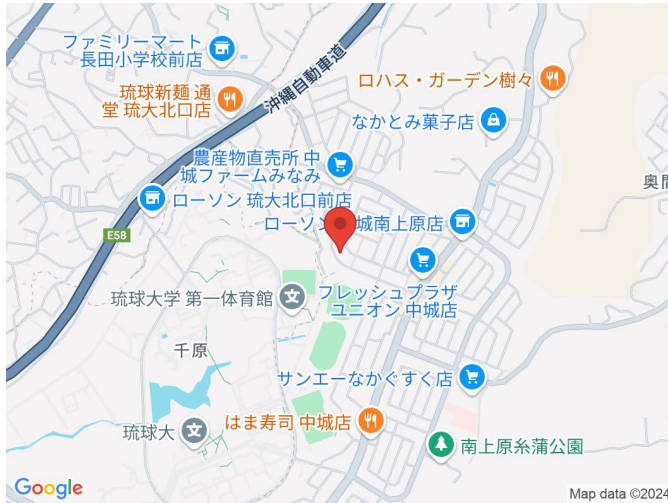 ファミリーマート
長田小学校前店
琉球新麺 通
堂 琉大北口店
沖縄自動車道
ロハス・ガーデン樹々
なかとみ菓子店
農産物直売所 中
城ファームみなみ
奥間
ローソン 琉大北口前店
ローソン
城南上原店
E58
琉球大学 第一体育館
フレッシュプラザ
ユニオン 中城店
千原
サンエーなかぐすく店
はま寿司 中城店
琉球大
南上原糸蒲公園
Google
Map data ©2024